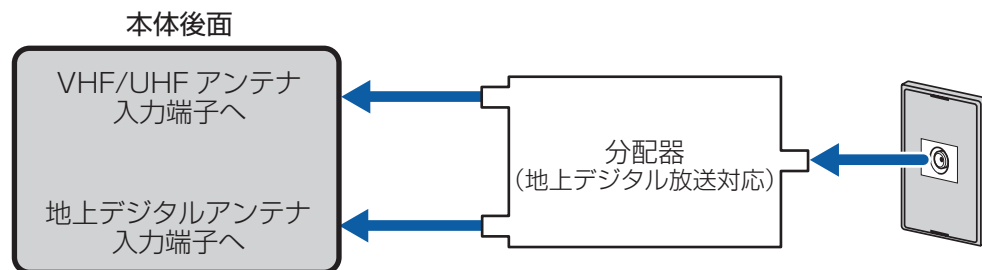 本体後面
VHF/UHF アンテナ
入力端子へ
地上デジタルアンテナ
入力端子へ
分配器
(地上デジタル放送対応)